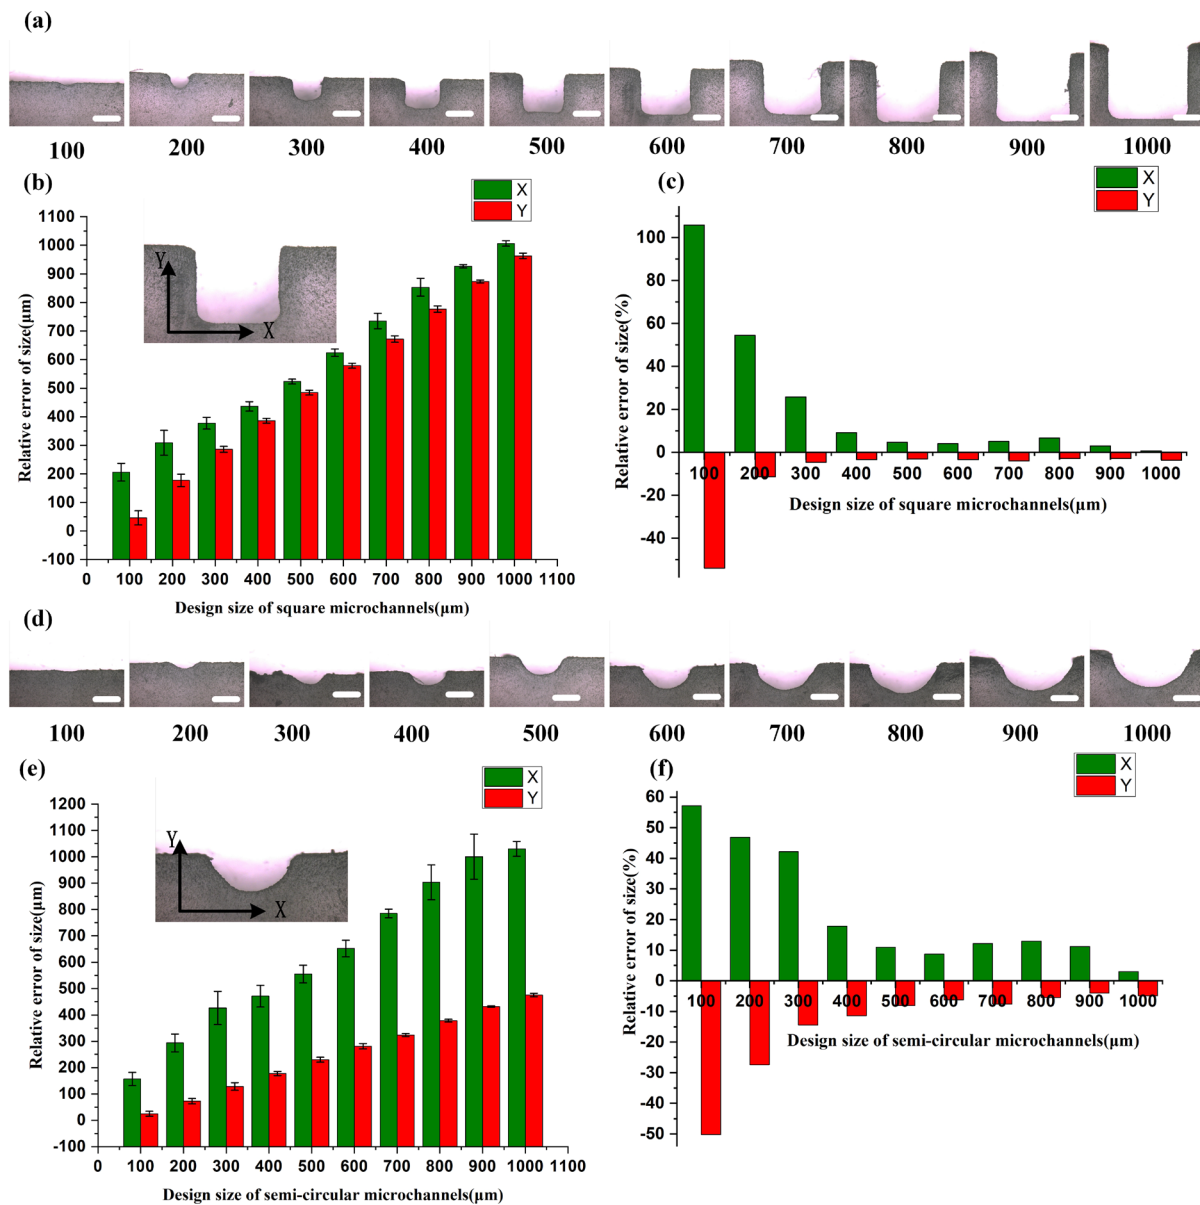 (a)
100 200 300 400 500 600 700 800 900 1000
(b)
X
Y
Relative error of size(μm)
1100
1000
900
800
700
600
500
400
300
200
100
0
-100
Y
X
0 100 200 300 400 500 600 700 800 900 1000 1100
Design size of square microchannels(μm)
(c)
X
Y
Relative error of size(%)
100
80
60
40
20
0
-20
-40
100 200 300 400 500 600 700 800 900 1000
Design size of square microchannels(μm)
(d)
100 200 300 400 500 600 700 800 900 1000
(e)
X
Y
Relative error of size(μm)
1200
1100
1000
900
800
700
600
500
400
300
200
100
0
-100
Y
X
0 100 200 300 400 500 600 700 800 900 1000 1100
Design size of semi-circular microchannels(μm)
(f)
X
Y
Relative error of size(%)
60
50
40
30
20
10
0
-10
-20
-30
-40
-50
100 200 300 400 500 600 700 800 900 1000
Design size of semi-circular microchannels(μm)